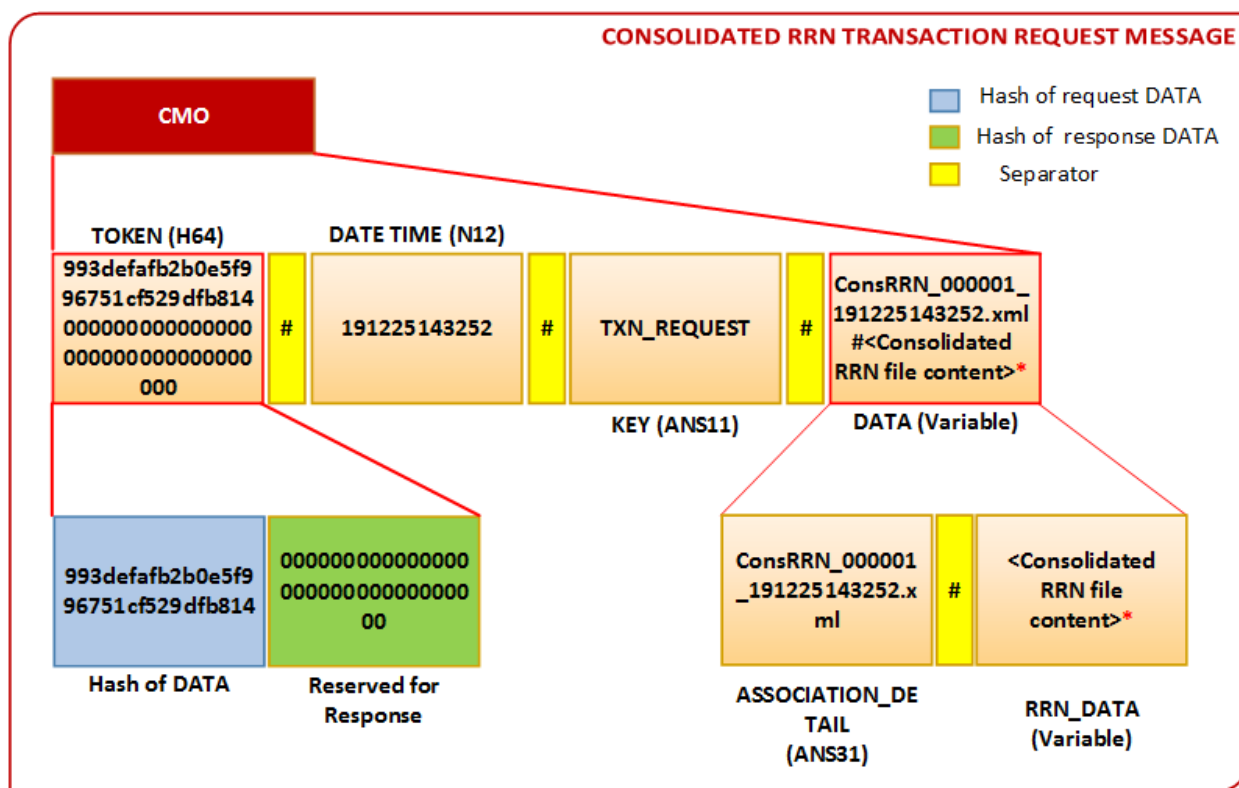 CONSOLIDATED RRN TRANSACTION REQUEST MESSAGE
CMO
Hash of request DATA
Hash of response DATA
Separator
TOKEN (H64)
DATE TIME (N12)
993defafb2b0e5f9
96751cf529dfb814
0000000000000000
0000000000000000
000
#
191225143252
#
TXN_REQUEST
#
ConsRRN_000001_
191225143252.xml
#<Consolidated
RRN file content>*
KEY (ANS11)
DATA (Variable)
993defafb2b0e5f9
96751cf529dfb814
000000000000000
000000000000000
00
Hash of DATA
Reserved for
Response
ConsRRN_000001
_191225143252.x
ml
#
<Consolidated
RRN file
content>*
ASSOCIATION_DE
TAIL
(ANS31)
RRN_DATA
(Variable)